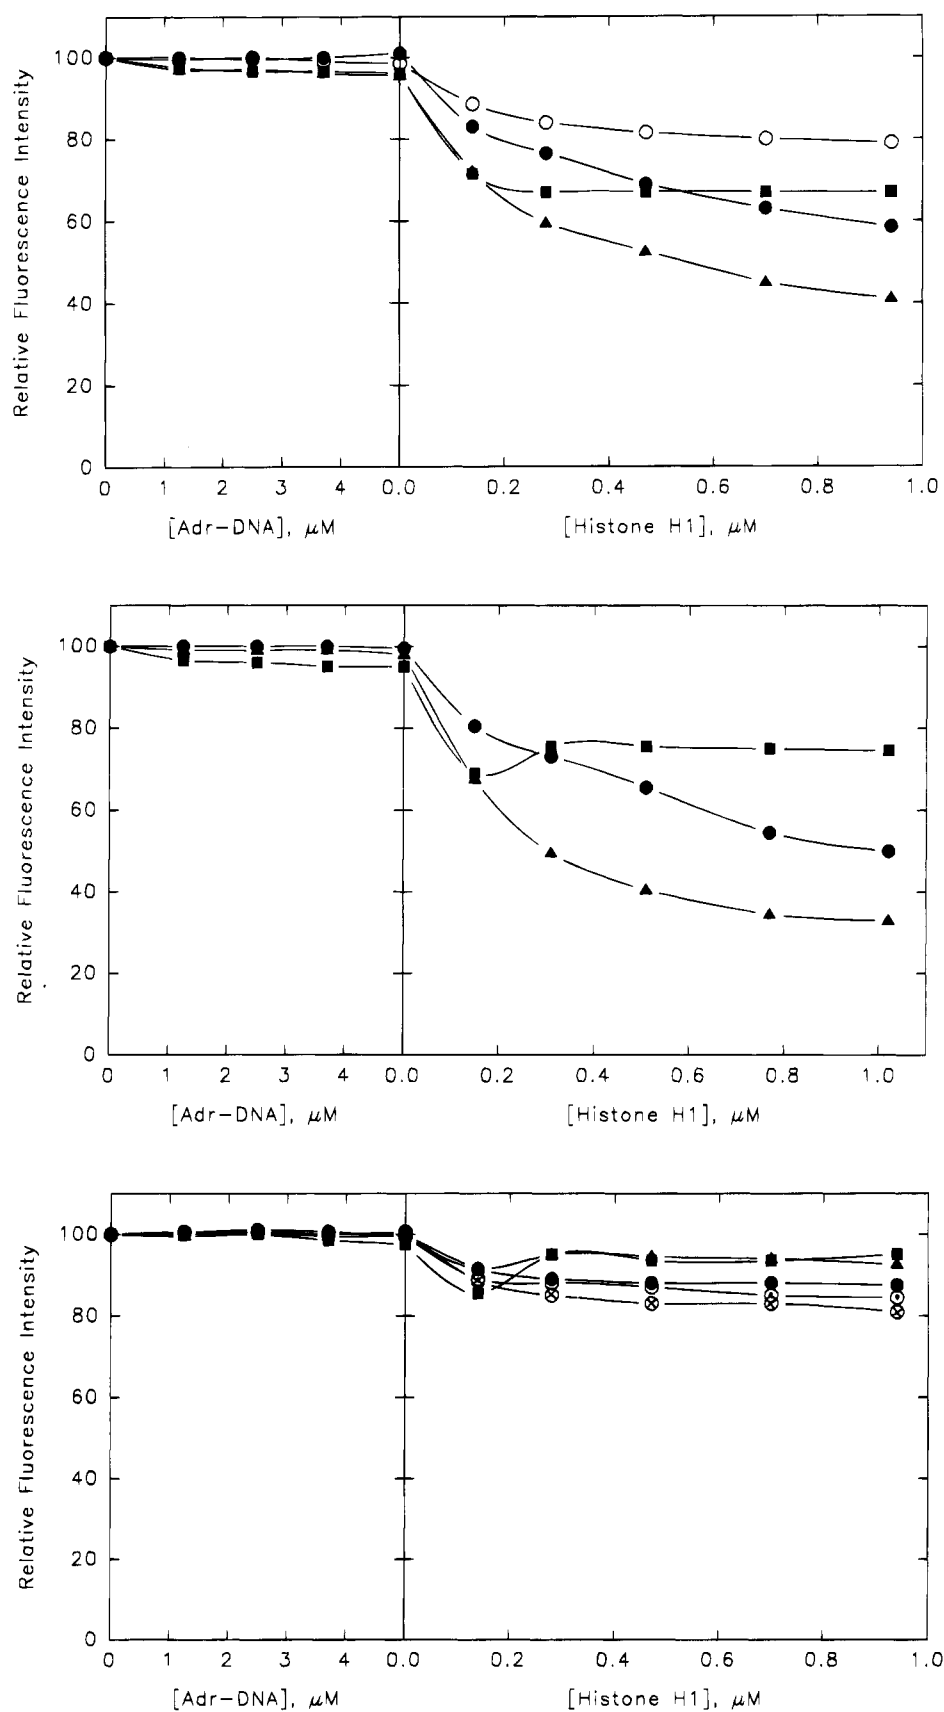 Relative Fluorescence Intensity
100
80
60
40
20
0
0 1 2 3 4 0.0 0.2 0.4 0.6 0.8 1.0
[Adr-DNA], μM [Histone H1], μM
Relative Fluorescence Intensity
100
80
60
40
20
0
0 1 2 3 4 0.0 0.2 0.4 0.6 0.8 1.0
[Adr-DNA], μM [Histone H1], μM
Relative Fluorescence Intensity
100
80
60
40
20
0
0 1 2 3 4 0.0 0.2 0.4 0.6 0.8 1.0
[Adr-DNA], μM [Histone H1], μM